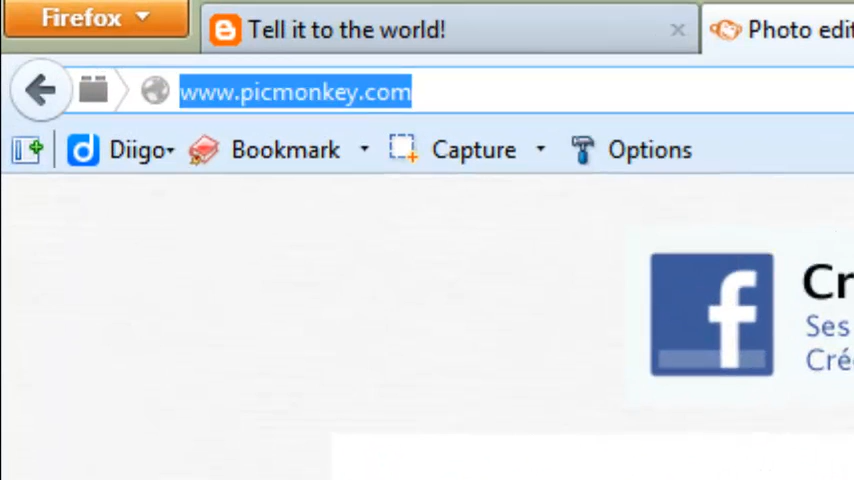 Firefox
Tell it to the world!
Photo edit
www.picmonkey.com
Diigo
Bookmark
Capture
Options
Cr
Ses
Cré